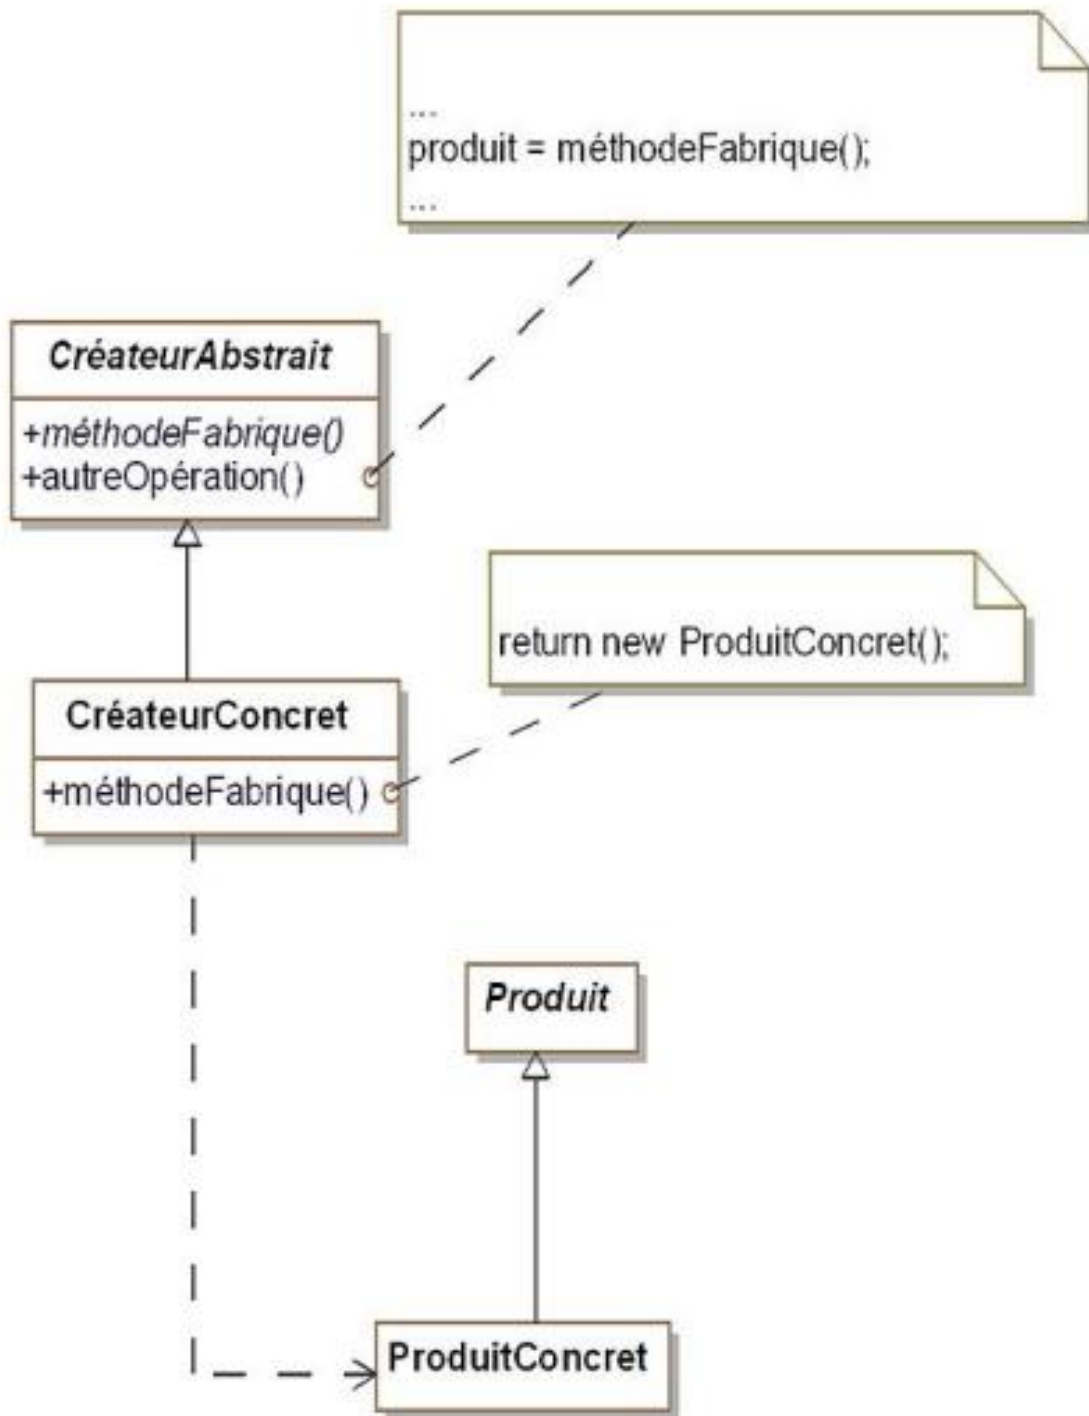 ...
produit = méthodeFabrique();
...
CréateurAbstrait
+méthodeFabrique()
+autreOpération()
return new ProduitConcret();
CréateurConcret
+méthodeFabrique()
Produit
ProduitConcret